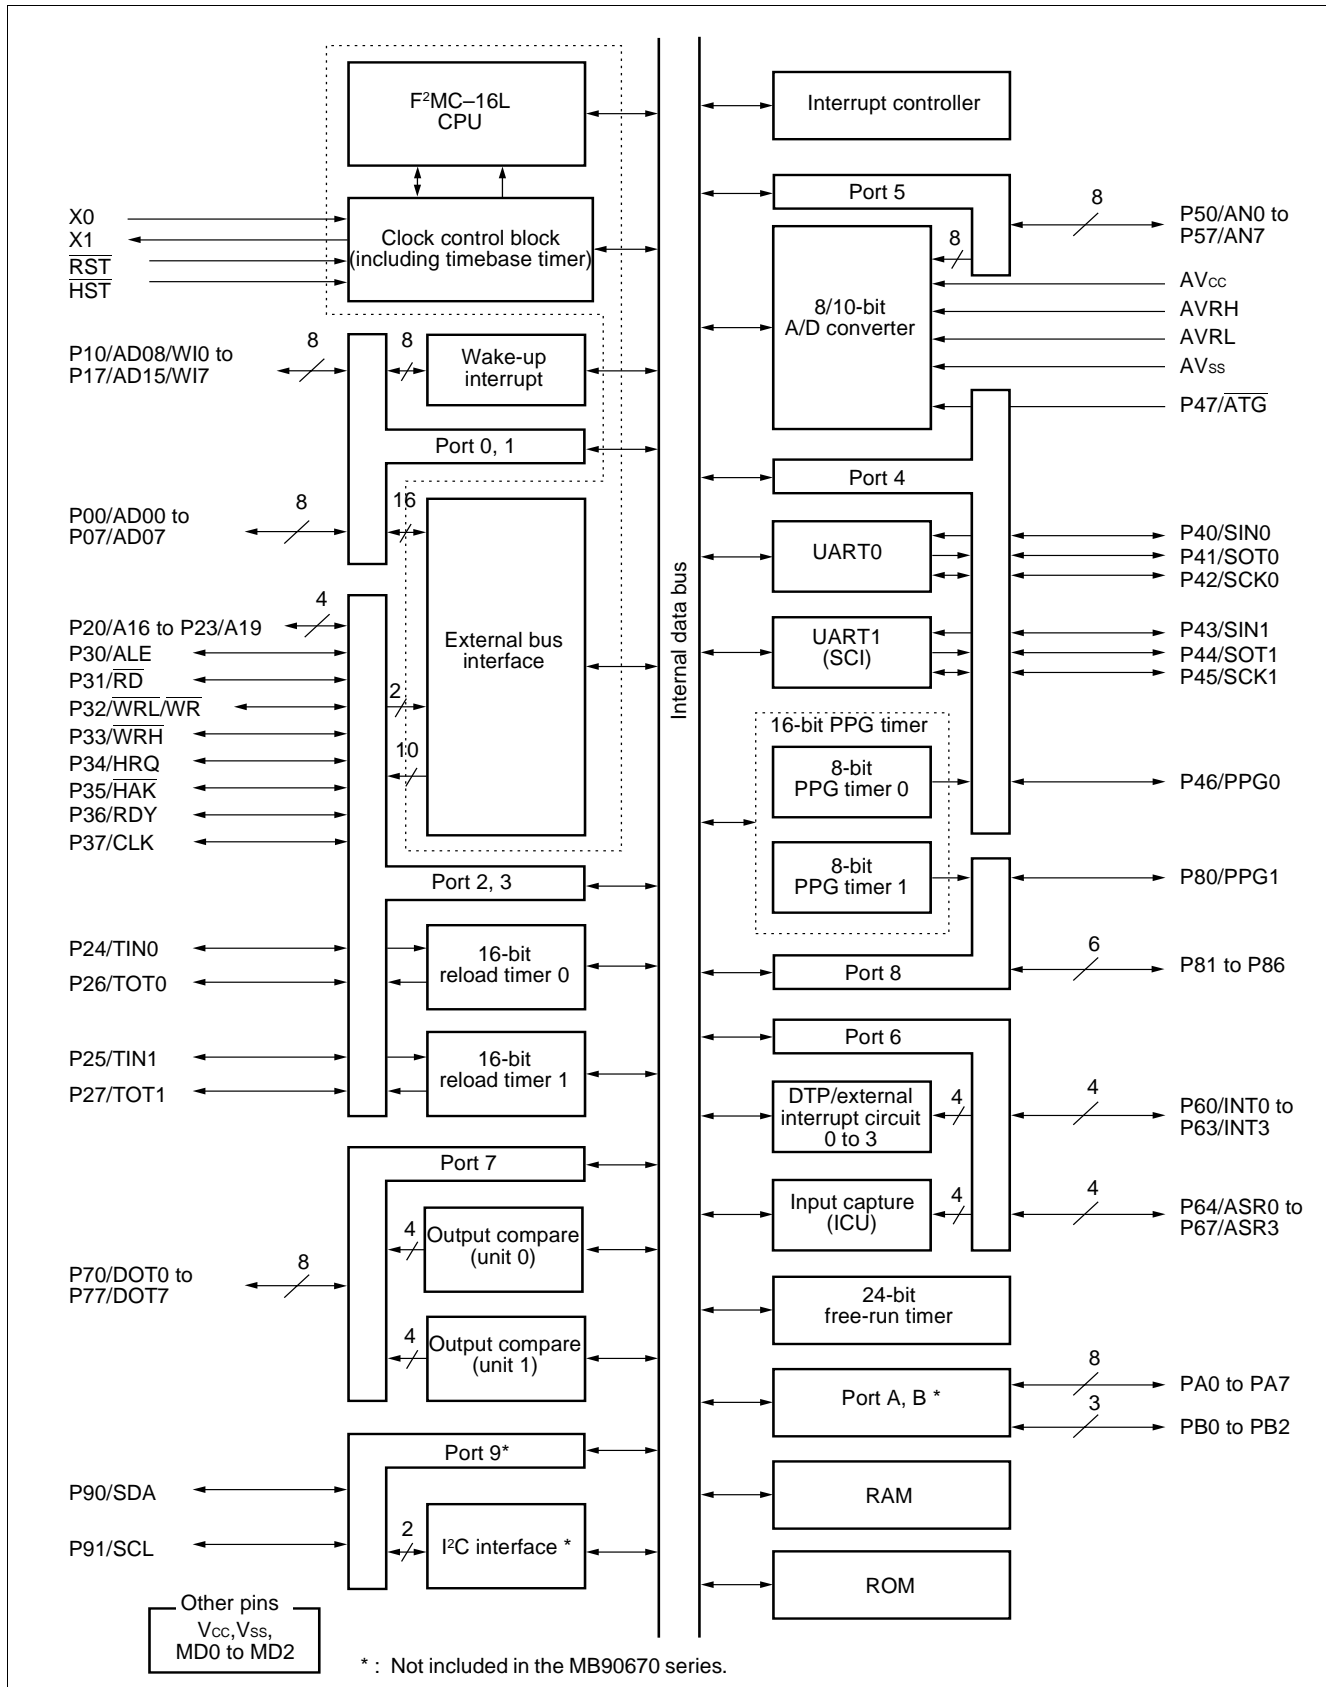 F²MC–16L
CPU
Interrupt controller
Port 5
8
P50/AN0 to
P57/AN7
X0
X1
RST
HST
Clock control block
(including timebase timer)
8
8/10-bit
A/D converter
AVcc
AVRH
AVRL
AVss
P47/ATG
P10/AD08/WI0 to
P17/AD15/WI7
8
8
Wake-up
interrupt
Port 0, 1
Port 4
P00/AD00 to
P07/AD07
8
16
External bus
interface
UART0
P40/SIN0
P41/SOT0
P42/SCK0
Internal data bus
P20/A16 to P23/A19
4
P30/ALE
P31/RD
P32/WRL/WR
P33/WRH
P34/HRQ
P35/HAK
P36/RDY
P37/CLK
2
10
UART1
(SCI)
P43/SIN1
P44/SOT1
P45/SCK1
16-bit PPG timer
8-bit
PPG timer 0
P46/PPG0
8-bit
PPG timer 1
P80/PPG1
Port 2, 3
P24/TIN0
P26/TOT0
16-bit
reload timer 0
Port 8
6
P81 to P86
P25/TIN1
P27/TOT1
16-bit
reload timer 1
Port 6
DTP/external
interrupt circuit
0 to 3
4
4
P60/INT0 to
P63/INT3
Port 7
4
Output compare
(unit 0)
Input capture
(ICU)
4
4
P64/ASR0 to
P67/ASR3
P70/DOT0 to
P77/DOT7
8
4
Output compare
(unit 1)
24-bit
free-run timer
Port A, B *
8
PA0 to PA7
3
PB0 to PB2
Port 9*
P90/SDA
P91/SCL
2
I²C interface *
RAM
ROM
Other pins
Vcc,Vss,
MD0 to MD2
* : Not included in the MB90670 series.